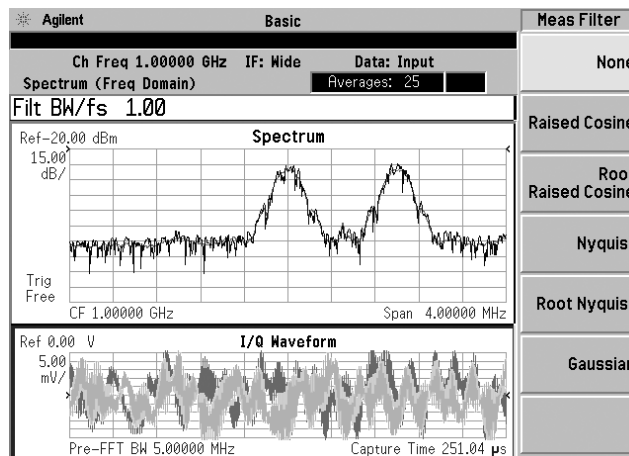 Agilent Basic Meas Filter
Ch Freq 1.00000 GHz IF: Wide Data: Input
Spectrum (Freq Domain) Averages: 25
Filt BW/fs 1.00
Ref-20.00 dBm Spectrum
15.00
dB/
Trig
Free
CF 1.00000 GHz Span 4.00000 MHz
Ref 0.00 V I/Q Waveform
5.00
mV/
Pre-FFT BW 5.00000 MHz Capture Time 251.04 µs
None
Raised Cosine
Roo
Raised Cosine
Nyquis
Root Nyquis
Gaussian